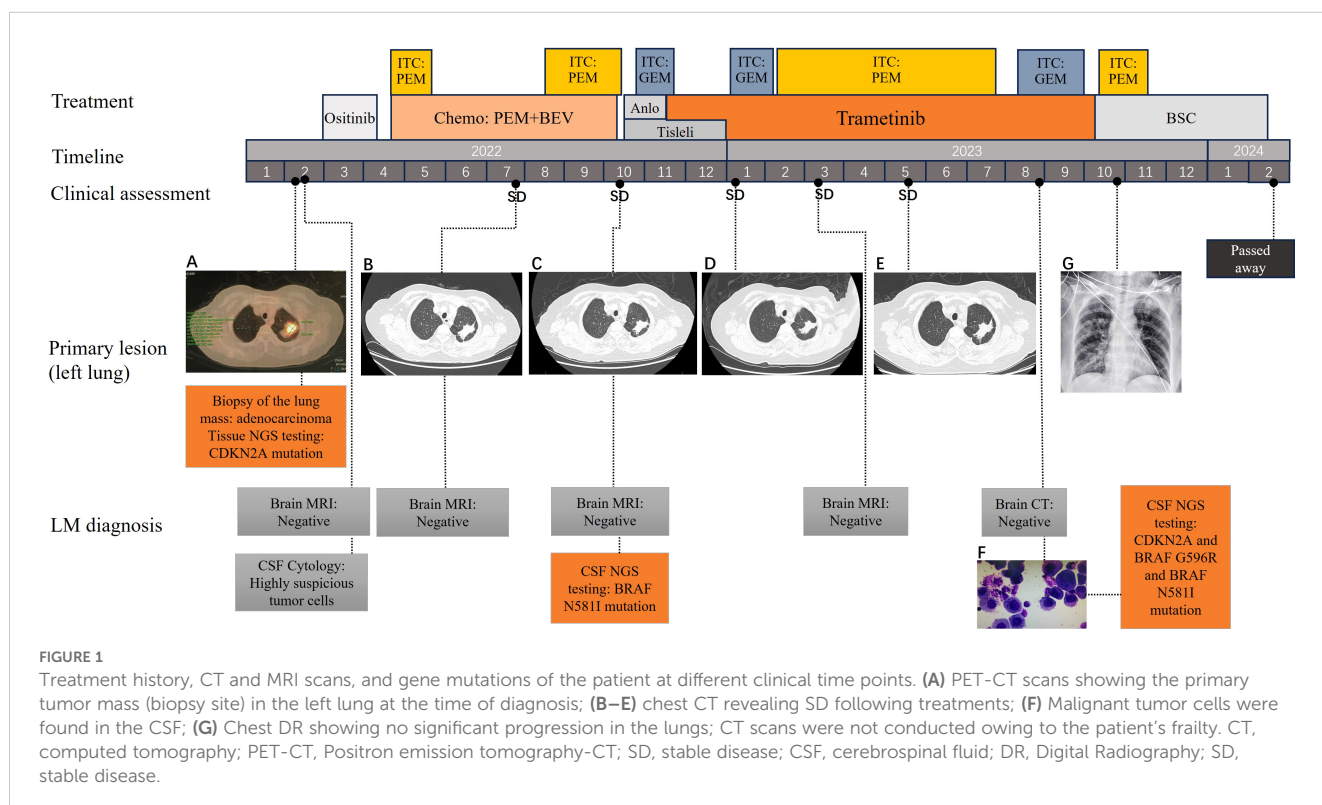 ITC:
PEM
ITC:
PEM
ITC:
GEM
ITC:
GEM
ITC:
PEM
ITC:
GEM
ITC:
PEM
Treatment
Ositinib
Chemo: PEM+BEV
Anlo
Tisleli
Trametinib
BSC
Timeline
2022
2023
2024
1 2 3 4 5 6 7 8 9 10 11 12 1 2 3 4 5 6 7 8 9 10 11 12 1 2
Clinical assessment
SD
SD
SD
SD
SD
Passed
away
A
B
C
D
E
G
Primary lesion
(left lung)
Biopsy of the lung
mass: adenocarcinoma
Tissue NGS testing:
CDKN2A mutation
LM diagnosis
Brain MRI:
Negative
Brain MRI:
Negative
Brain MRI:
Negative
Brain MRI:
Negative
Brain CT:
Negative
CSF Cytology:
Highly suspicious
tumor cells
CSF NGS
testing: BRAF
N581I mutation
F
CSF NGS
testing:
CDKN2A and
BRAF G596R
and BRAF
N581I
mutation
FIGURE 1
Treatment history, CT and MRI scans, and gene mutations of the patient at different clinical time points. (A) PET-CT scans showing the primary
tumor mass (biopsy site) in the left lung at the time of diagnosis; (B–E) chest CT revealing SD following treatments; (F) Malignant tumor cells were
found in the CSF; (G) Chest DR showing no significant progression in the lungs; CT scans were not conducted owing to the patient's frailty. CT,
computed tomography; PET-CT, Positron emission tomography-CT; SD, stable disease; CSF, cerebrospinal fluid; DR, Digital Radiography; SD,
stable disease.